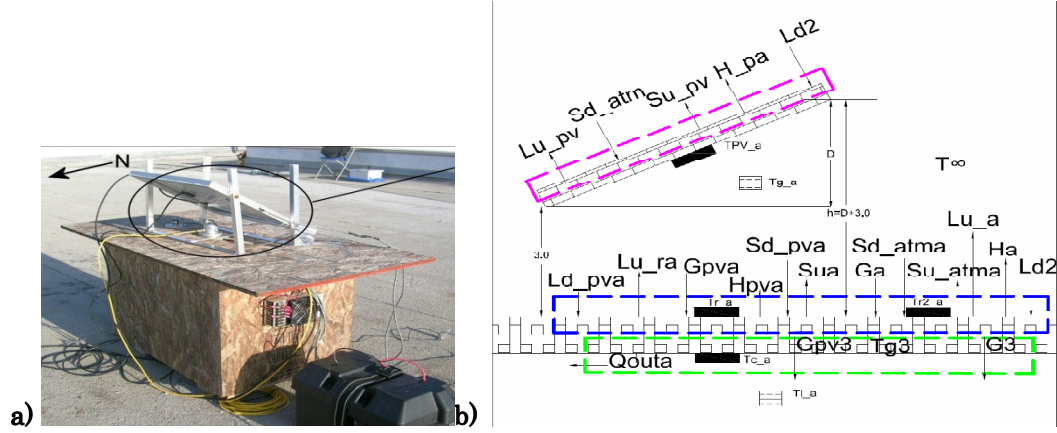 N
a)
b)
Lu_pv
Sd_atm
Su_pv
H_pa
Ld2
TPV_a
Tg_a
D
T∞
h=D+3.0
3.0
Ld_pva
Lu_ra
Gpva
Hpva
Sd_pva
Sua
Sd_atma
Ga
Su_atma
Lu_a
Ha
Ld2
Tr_a
Tr2_a
Gpv3
Tg3
G3
Qouta
Tc_a
Tl_a